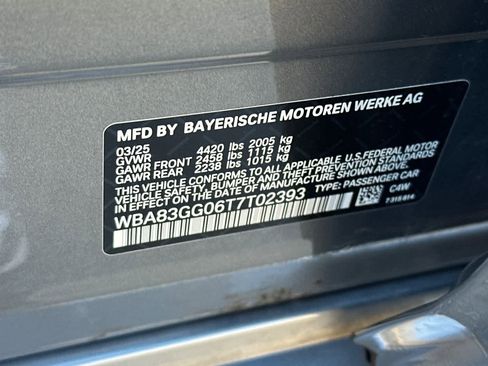 MFD BY BAYERISCHE MOTOREN WERKE AG
03/25 4420 lbs 2005 kg
GVWR
GAWR FRONT 2458 lbs 1115 kg
GAWR REAR 2238 lbs 1015 kg
THIS VEHICLE CONFORMS TO ALL APPLICABLE U.S. FEDERAL MOTOR
VEHICLE SAFETY, BUMPER AND THEFT PREVENTION STANDARDS
IN EFFECT ON THE DATE OF MANUFACTURE SHOWN ABOVE.
WBA83GG06T7T02393 TYPE: PASSENGER CAR
C4W
7315614